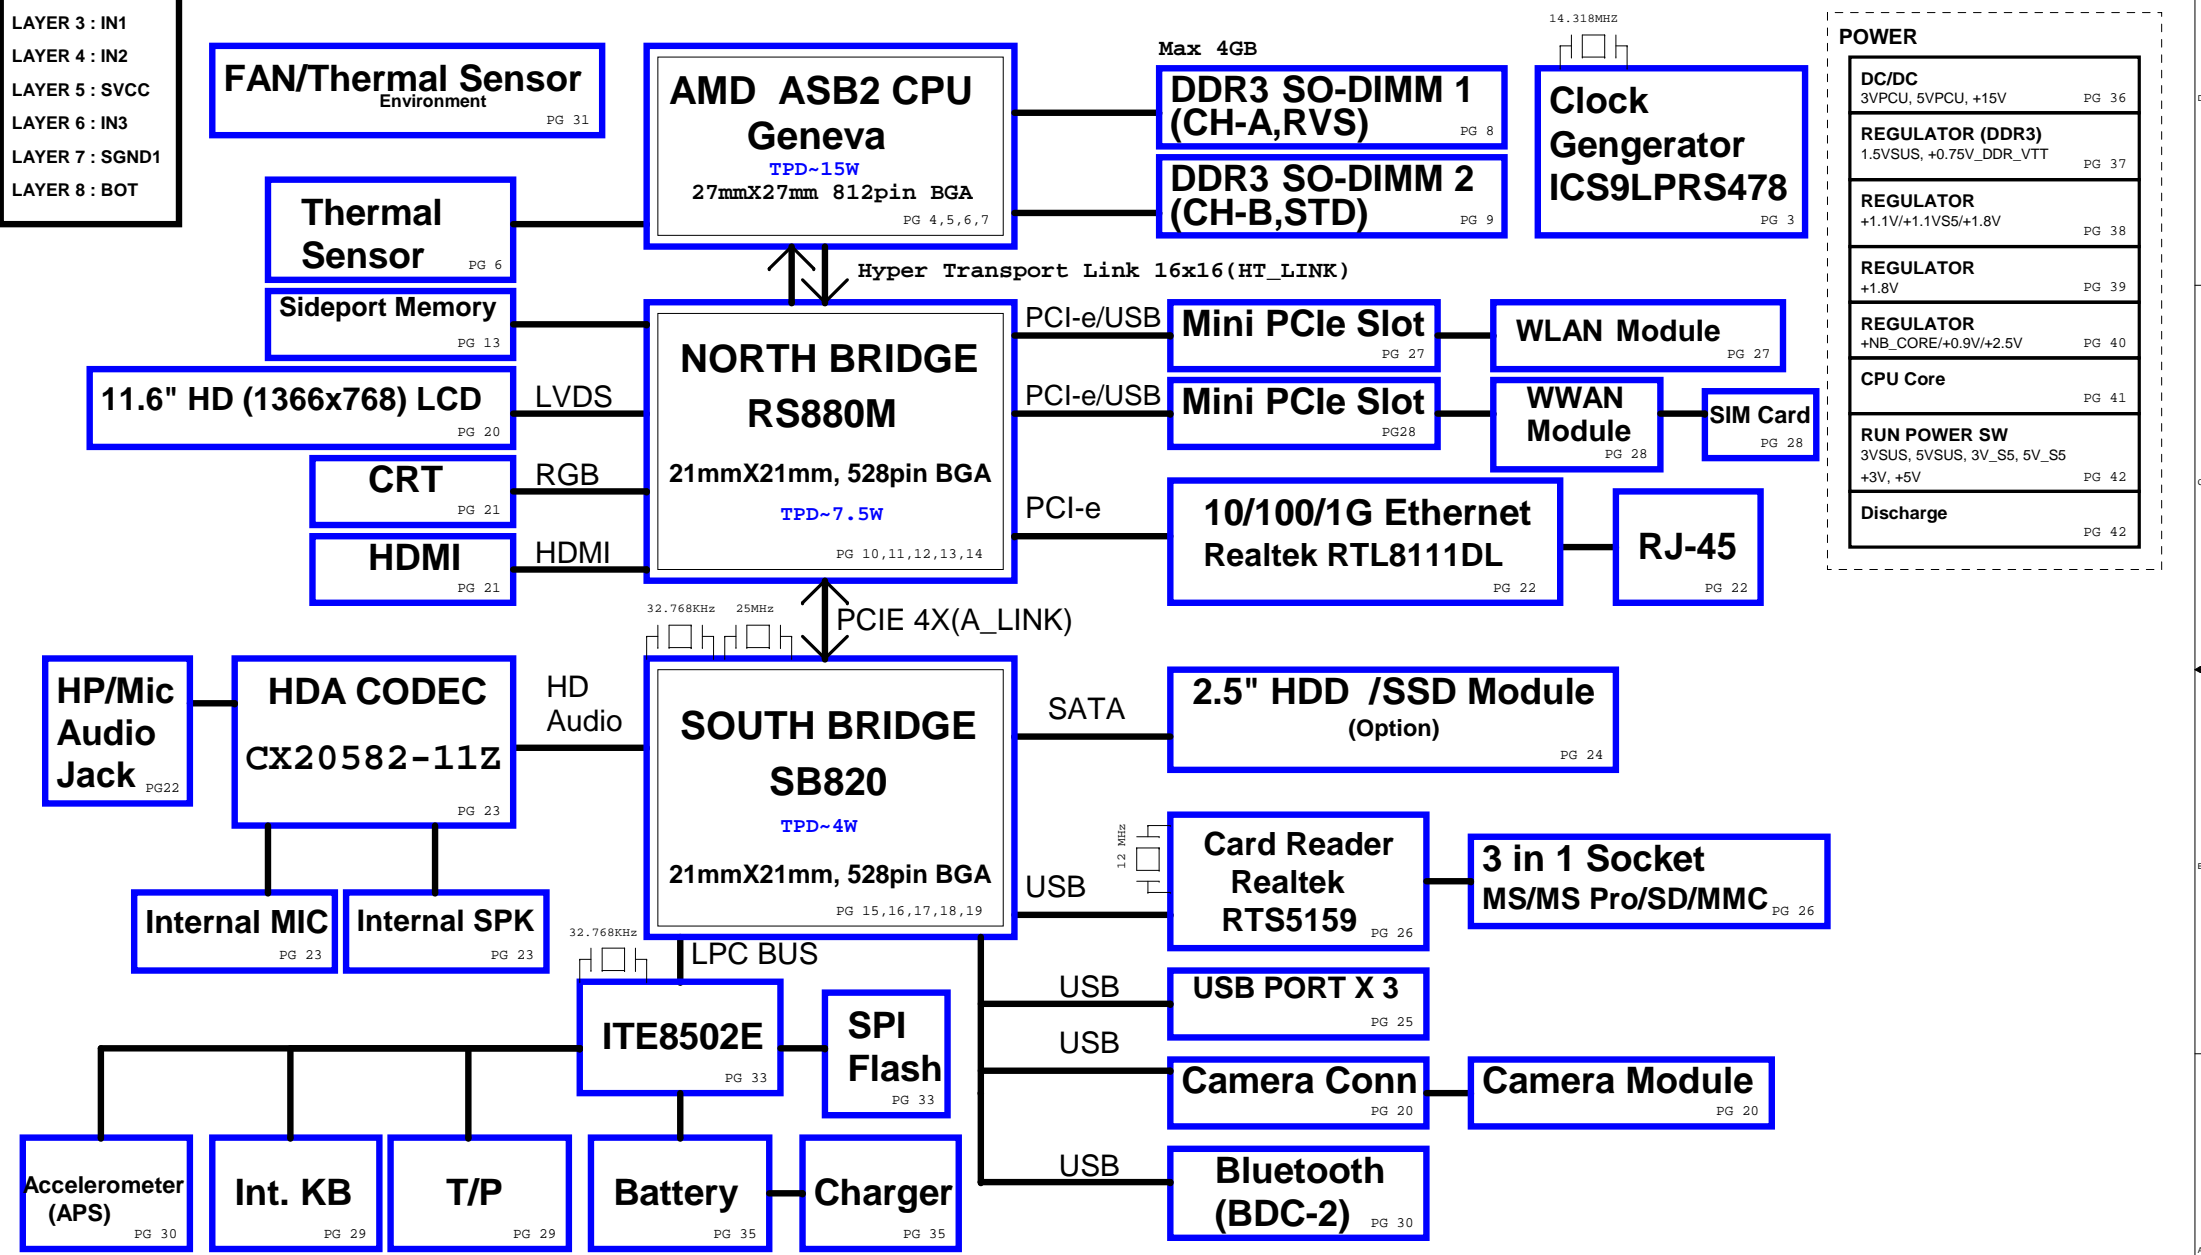 LAYER 3 : IN1
LAYER 4 : IN2
LAYER 5 : SVCC
LAYER 6 : IN3
LAYER 7 : SGND1
LAYER 8 : BOT
FAN/Thermal Sensor
Environment
PG 31
AMD ASB2 CPU
Geneva
TPD~15W
27mmX27mm 812pin BGA
PG 4,5,6,7
Max 4GB
DDR3 SO-DIMM 1
(CH-A,RVS)
PG 8
DDR3 SO-DIMM 2
(CH-B,STD)
PG 9
14.318MHZ
Clock
Gengerator
ICS9LPRS478
PG 3
POWER
DC/DC
3VPCU, 5VPCU, +15V
PG 36
REGULATOR (DDR3)
1.5VSUS, +0.75V_DDR_VTT
PG 37
REGULATOR
+1.1V/+1.1VS5/+1.8V
PG 38
REGULATOR
+1.8V
PG 39
REGULATOR
+NB_CORE/+0.9V/+2.5V
PG 40
CPU Core
PG 41
RUN POWER SW
3VSUS, 5VSUS, 3V_S5, 5V_S5
+3V, +5V
PG 42
Discharge
PG 42
Thermal
Sensor
PG 6
Hyper Transport Link 16x16(HT_LINK)
Sideport Memory
PG 13
11.6" HD (1366x768) LCD
PG 20
LVDS
CRT
PG 21
RGB
HDMI
PG 21
HDMI
NORTH BRIDGE
RS880M
21mmX21mm, 528pin BGA
TPD~7.5W
PG 10,11,12,13,14
PCI-e/USB
Mini PCIe Slot
PG 27
WLAN Module
PG 27
PCI-e/USB
Mini PCIe Slot
PG28
WWAN
Module
PG 28
SIM Card
PG 28
PCI-e
10/100/1G Ethernet
Realtek RTL8111DL
PG 22
RJ-45
PG 22
32.768KHz
25MHz
PCIE 4X(A_LINK)
HP/Mic
Audio
Jack
PG22
HDA CODEC
CX20582-11Z
PG 23
HD
Audio
Internal MIC
PG 23
Internal SPK
PG 23
SOUTH BRIDGE
SB820
TPD~4W
21mmX21mm, 528pin BGA
PG 15,16,17,18,19
SATA
2.5" HDD /SSD Module
(Option)
PG 24
USB
12 MHz
Card Reader
Realtek
RTS5159
PG 26
3 in 1 Socket
MS/MS Pro/SD/MMC
PG 26
32.768KHz
LPC BUS
ITE8502E
PG 33
SPI
Flash
PG 33
USB
USB PORT X 3
PG 25
USB
Camera Conn
PG 20
Camera Module
PG 20
USB
Bluetooth
(BDC-2)
PG 30
Accelerometer
(APS)
PG 30
Int. KB
PG 29
T/P
PG 29
Battery
PG 35
Charger
PG 35